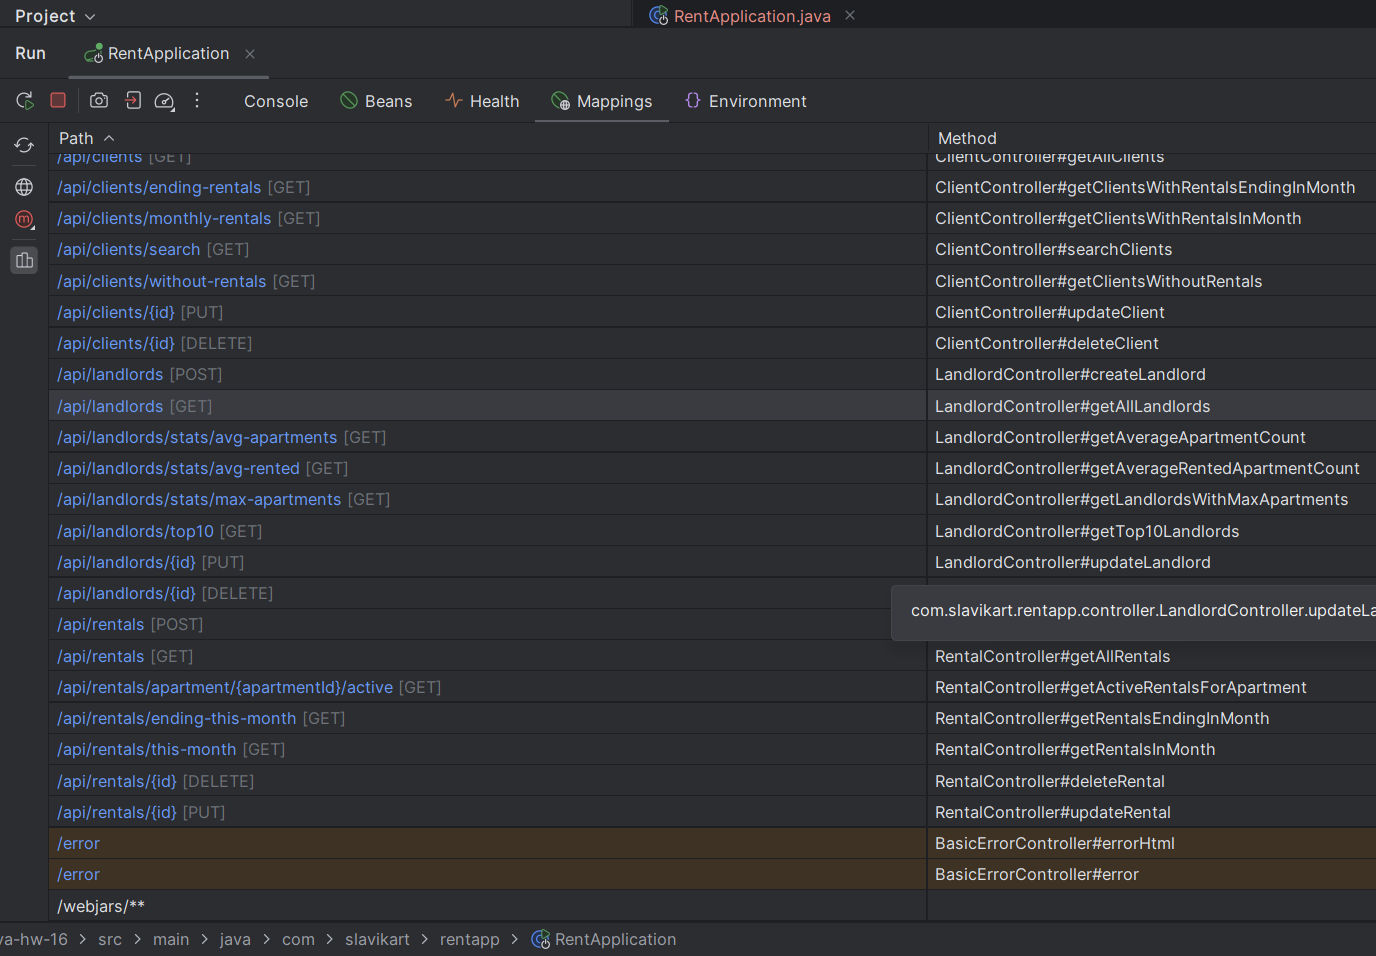 Project
RentApplication.java
Run RentApplication
Console Beans Health Mappings Environment
Path Method
/api/clients [GET] ClientController#getAllClients
/api/clients/ending-rentals [GET] ClientController#getClientsWithRentalsEndingInMonth
/api/clients/monthly-rentals [GET] ClientController#getClientsWithRentalsInMonth
/api/clients/search [GET] ClientController#searchClients
/api/clients/without-rentals [GET] ClientController#getClientsWithoutRentals
/api/clients/{id} [PUT] ClientController#updateClient
/api/clients/{id} [DELETE] ClientController#deleteClient
/api/landlords [POST] LandlordController#createLandlord
/api/landlords [GET] LandlordController#getAllLandlords
/api/landlords/stats/avg-apartments [GET] LandlordController#getAverageApartmentCount
/api/landlords/stats/avg-rented [GET] LandlordController#getAverageRentedApartmentCount
/api/landlords/stats/max-apartments [GET] LandlordController#getLandlordsWithMaxApartments
/api/landlords/top10 [GET] LandlordController#getTop10Landlords
/api/landlords/{id} [PUT] LandlordController#updateLandlord
/api/landlords/{id} [DELETE]
com.slavikart.rentapp.controller.LandlordController.updateLa
/api/rentals [POST]
/api/rentals [GET] RentalController#getAllRentals
/api/rentals/apartment/{apartmentId}/active [GET] RentalController#getActiveRentalsForApartment
/api/rentals/ending-this-month [GET] RentalController#getRentalsEndingInMonth
/api/rentals/this-month [GET] RentalController#getRentalsInMonth
/api/rentals/{id} [DELETE] RentalController#deleteRental
/api/rentals/{id} [PUT] RentalController#updateRental
/error BasicErrorController#errorHtml
/error BasicErrorController#error
/webjars/**
va-hw-16 > src > main > java > com > slavikart > rentapp > RentApplication